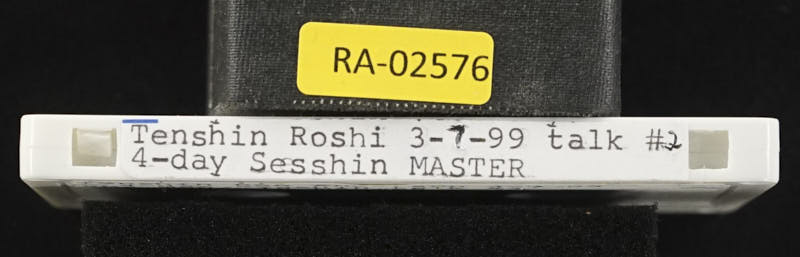 RA-02576
Tenshin Roshi 3-7-99 talk #2
4-day Sesshin MASTER